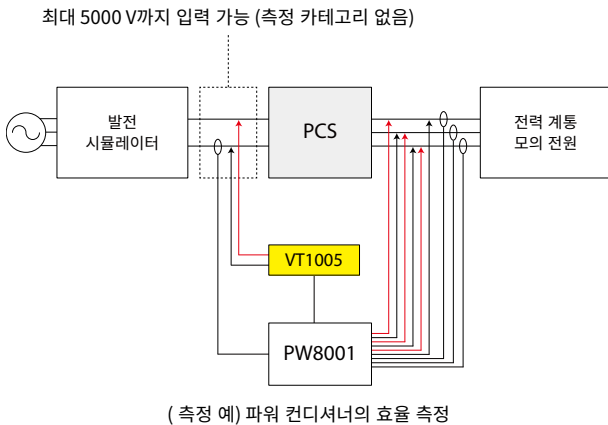 최대 5000 V까지 입력 가능 (측정 카테고리 없음)
발전
시뮬레이터
PCS
전력 계통
모의 전원
VT1005
PW8001
( 측정 예) 파워 컨디셔너의 효율 측정